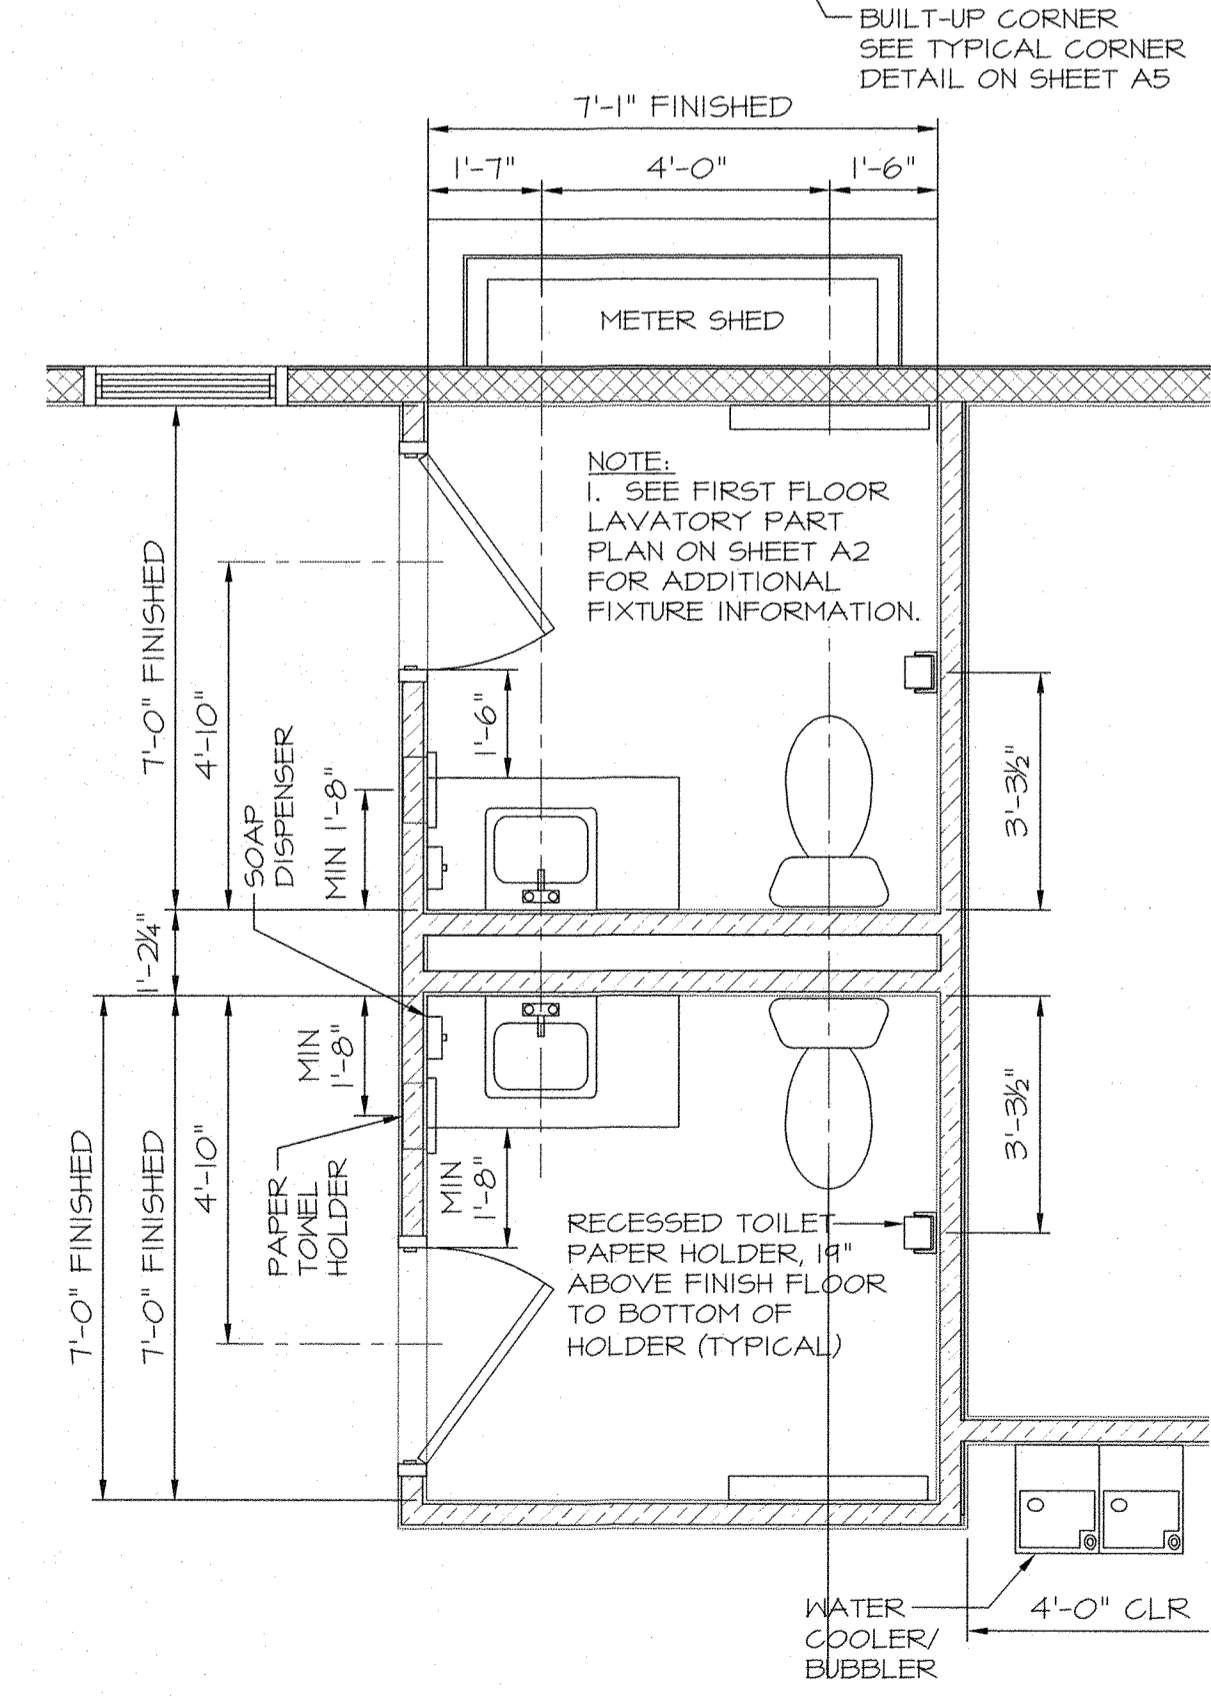 BUILT-UP CORNER
SEE TYPICAL CORNER
DETAIL ON SHEET A5
7'-1" FINISHED
1'-7"
4'-0"
1'-6"
METER SHED
NOTE:
1. SEE FIRST FLOOR
LAVATORY PART
PLAN ON SHEET A2
FOR ADDITIONAL
FIXTURE INFORMATION.
7'-0" FINISHED
4'-10"
SOAP
DISPENSER
MIN 1'-8"
1'-6"
3'-3½"
1'-2¼"
7'-0" FINISHED
7'-0" FINISHED
4'-10"
MIN
1'-8"
PAPER
TOWEL
HOLDER
MIN
1'-8"
3'-3½"
RECESSED TOILET
PAPER HOLDER, 19"
ABOVE FINISH FLOOR
TO BOTTOM OF
HOLDER (TYPICAL)
WATER
COOLER/
BUBBLER
4'-0" CLR